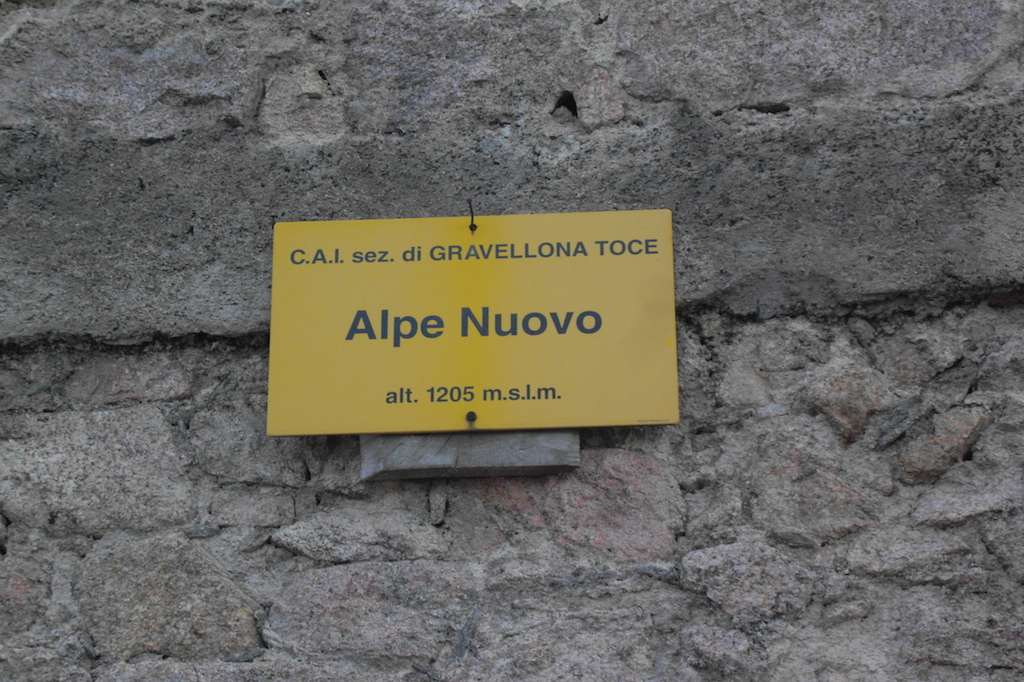 C.A.I. sez. di GRAVELLONA TOCE
Alpe Nuovo
alt. 1205 m.s.l.m.